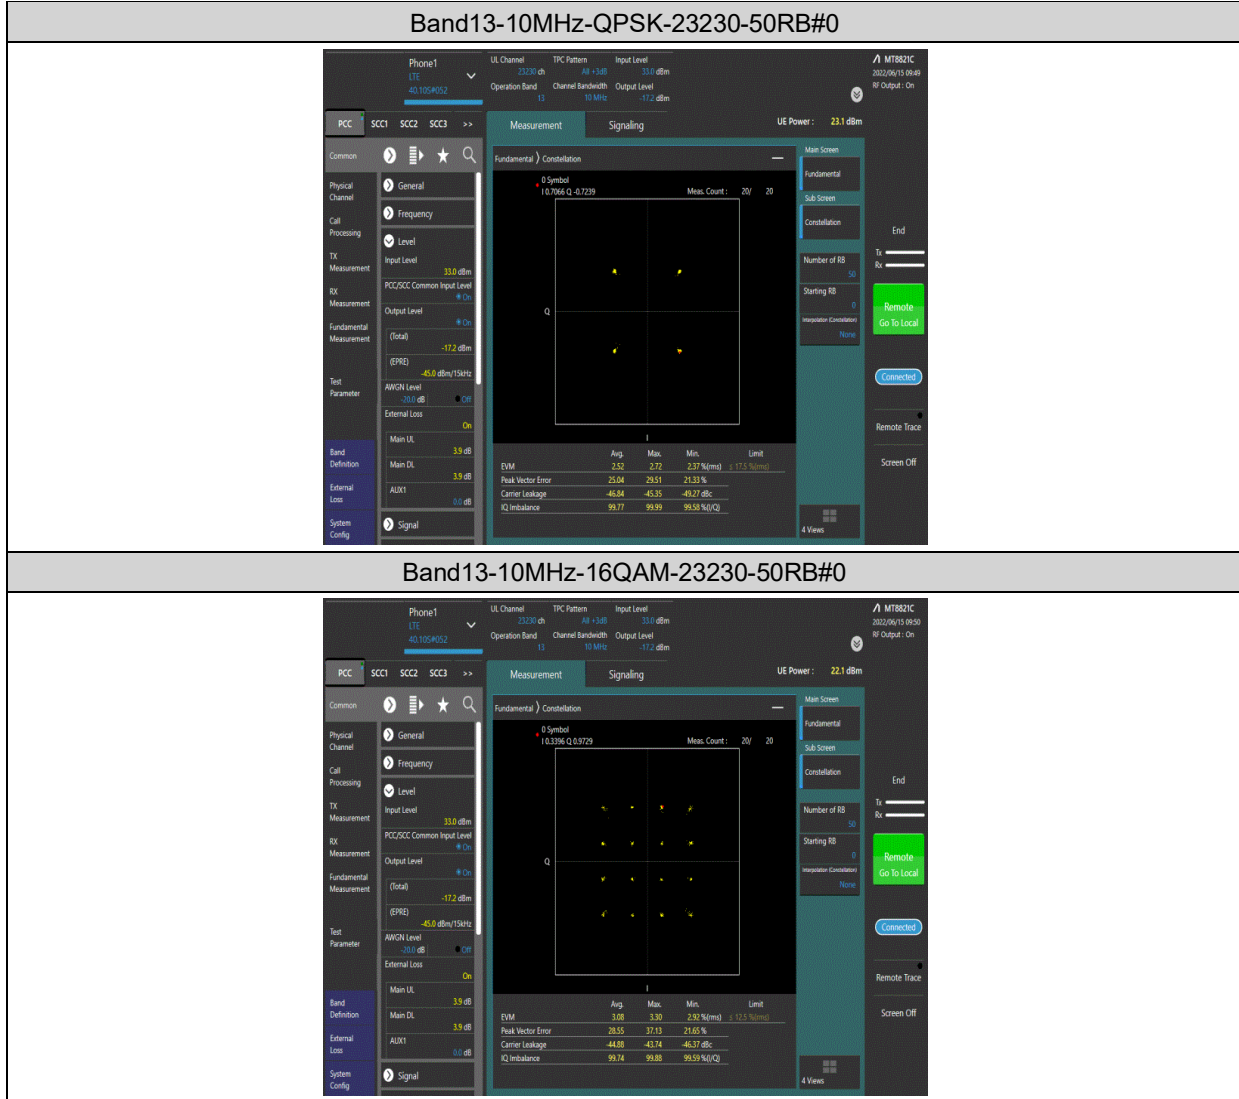 Band13-10MHz-QPSK-23230-50RB#0
Phone1
LTE
40.105#052
UL Channel TPC Pattern Input Level
23230 ch All +3dB 33.0 dBm
Operation Band Channel Bandwidth Output Level
13 10 MHz -17.2 dBm
MT8821C
2022/06/15 09:49
RF Output : On
PCC SCC1 SCC2 SCC3 >>
Measurement Signaling
UE Power : 23.1 dBm
Common
Physical Channel
Call Processing
TX Measurement
RX Measurement
Fundamental Measurement
Test Parameter
Band Definition
External Loss
System Config
General
Frequency
Level
Input Level
33.0 dBm
PCC/SCC Common Input Level
On
Output Level
On
(Total)
-17.2 dBm
(EPRE)
-45.0 dBm/15kHz
AWGN Level
-20.0 dB Off
External Loss
On
Main UL
3.9 dB
Main DL
3.9 dB
AUX1
0.0 dB
Signal
Fundamental Constellation
0 Symbol
I 0.7066 Q -0.7239 Meas. Count : 20/ 20
Q
I
Avg. Max. Min. Limit
EVM 2.52 2.72 2.37 %(rms) ≤ 17.5 %(rms)
Peak Vector Error 25.04 29.51 21.33 %
Carrier Leakage -46.84 -45.35 -49.27 dBc
IQ Imbalance 99.77 99.99 99.58 %(I/Q)
Main Screen
Fundamental
Sub Screen
Constellation
Number of RB
50
Starting RB
0
Interpolation (Constellation)
None
4 Views
End
Tx
Rx
Remote
Go To Local
Connected
Remote Trace
Screen Off
Band13-10MHz-16QAM-23230-50RB#0
Phone1
LTE
40.105#052
UL Channel TPC Pattern Input Level
23230 ch All +3dB 33.0 dBm
Operation Band Channel Bandwidth Output Level
13 10 MHz -17.2 dBm
MT8821C
2022/06/15 09:50
RF Output : On
PCC SCC1 SCC2 SCC3 >>
Measurement Signaling
UE Power : 22.1 dBm
Common
Physical Channel
Call Processing
TX Measurement
RX Measurement
Fundamental Measurement
Test Parameter
Band Definition
External Loss
System Config
General
Frequency
Level
Input Level
33.0 dBm
PCC/SCC Common Input Level
On
Output Level
On
(Total)
-17.2 dBm
(EPRE)
-45.0 dBm/15kHz
AWGN Level
-20.0 dB Off
External Loss
On
Main UL
3.9 dB
Main DL
3.9 dB
AUX1
0.0 dB
Signal
Fundamental Constellation
0 Symbol
I 0.3396 Q 0.9729 Meas. Count : 20/ 20
Q
I
Avg. Max. Min. Limit
EVM 3.08 3.30 2.92 %(rms) ≤ 12.5 %(rms)
Peak Vector Error 28.55 37.13 21.65 %
Carrier Leakage -44.88 -43.74 -46.37 dBc
IQ Imbalance 99.74 99.88 99.59 %(I/Q)
Main Screen
Fundamental
Sub Screen
Constellation
Number of RB
50
Starting RB
0
Interpolation (Constellation)
None
4 Views
End
Tx
Rx
Remote
Go To Local
Connected
Remote Trace
Screen Off